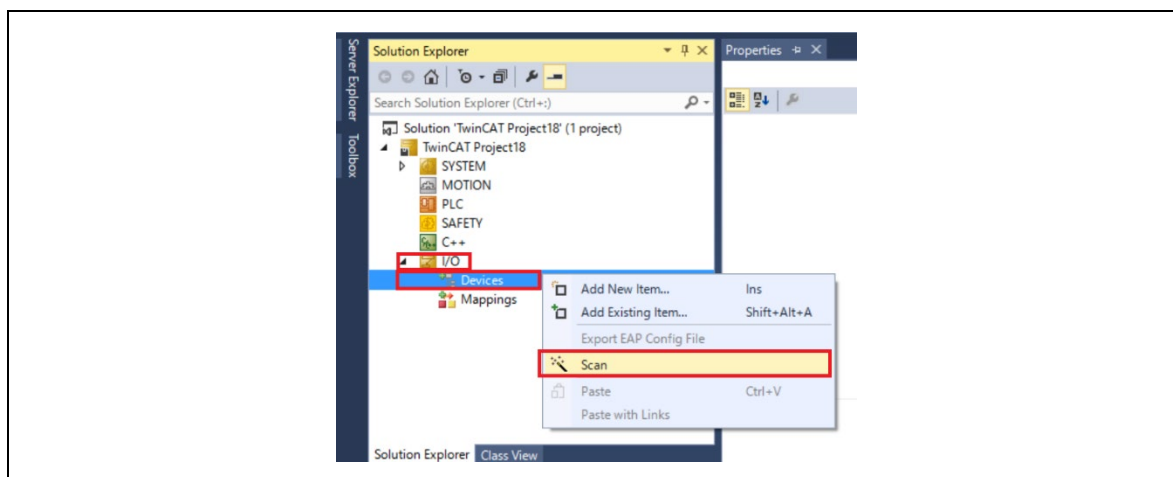 Server Explorer
Toolbox
Solution Explorer
Properties
Search Solution Explorer (Ctrl+:)
Solution 'TwinCAT Project18' (1 project)
TwinCAT Project18
SYSTEM
MOTION
PLC
SAFETY
C++
I/O
Devices
Mappings
Add New Item... Ins
Add Existing Item... Shift+Alt+A
Export EAP Config File
Scan
Paste Ctrl+V
Paste with Links
Solution Explorer Class View